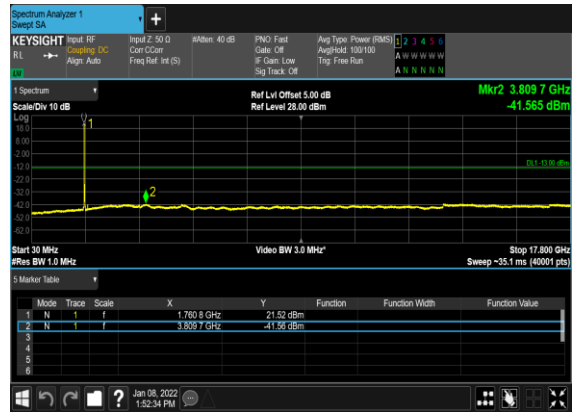 Spectrum Analyzer 1
Swept SA
+
KEYSIGHT Input: RF Input Z: 50 Ω #Atten: 40 dB PNO: Fast Avg Type: Power (RMS) 1 2 3 4 5 6
RL Coupling: DC Corr CCorr Gate: Off Avg|Hold: 100/100 A W W W W W
Align: Auto Freq Ref: Int (S) IF Gain: Low Trig: Free Run
Sig Track: Off A N N N N N
1 Spectrum Ref Lvl Offset 5.00 dB Mkr2 3.809 7 GHz
Scale/Div 10 dB Ref Level 28.00 dBm -41.565 dBm
Log
18.0
8.00
-2.00
-12.0
-22.0
-32.0
-42.0
-52.0
-62.0
1
2
DL1 -13.00 dBm
Start 30 MHz Video BW 3.0 MHz* Stop 17.800 GHz
#Res BW 1.0 MHz Sweep ~35.1 ms (40001 pts)
5 Marker Table
Mode Trace Scale X Y Function Function Width Function Value
1 N 1 f 1.760 8 GHz 21.52 dBm
2 N 1 f 3.809 7 GHz -41.56 dBm
3
4
5
6
? Jan 08, 2022
1:52:34 PM